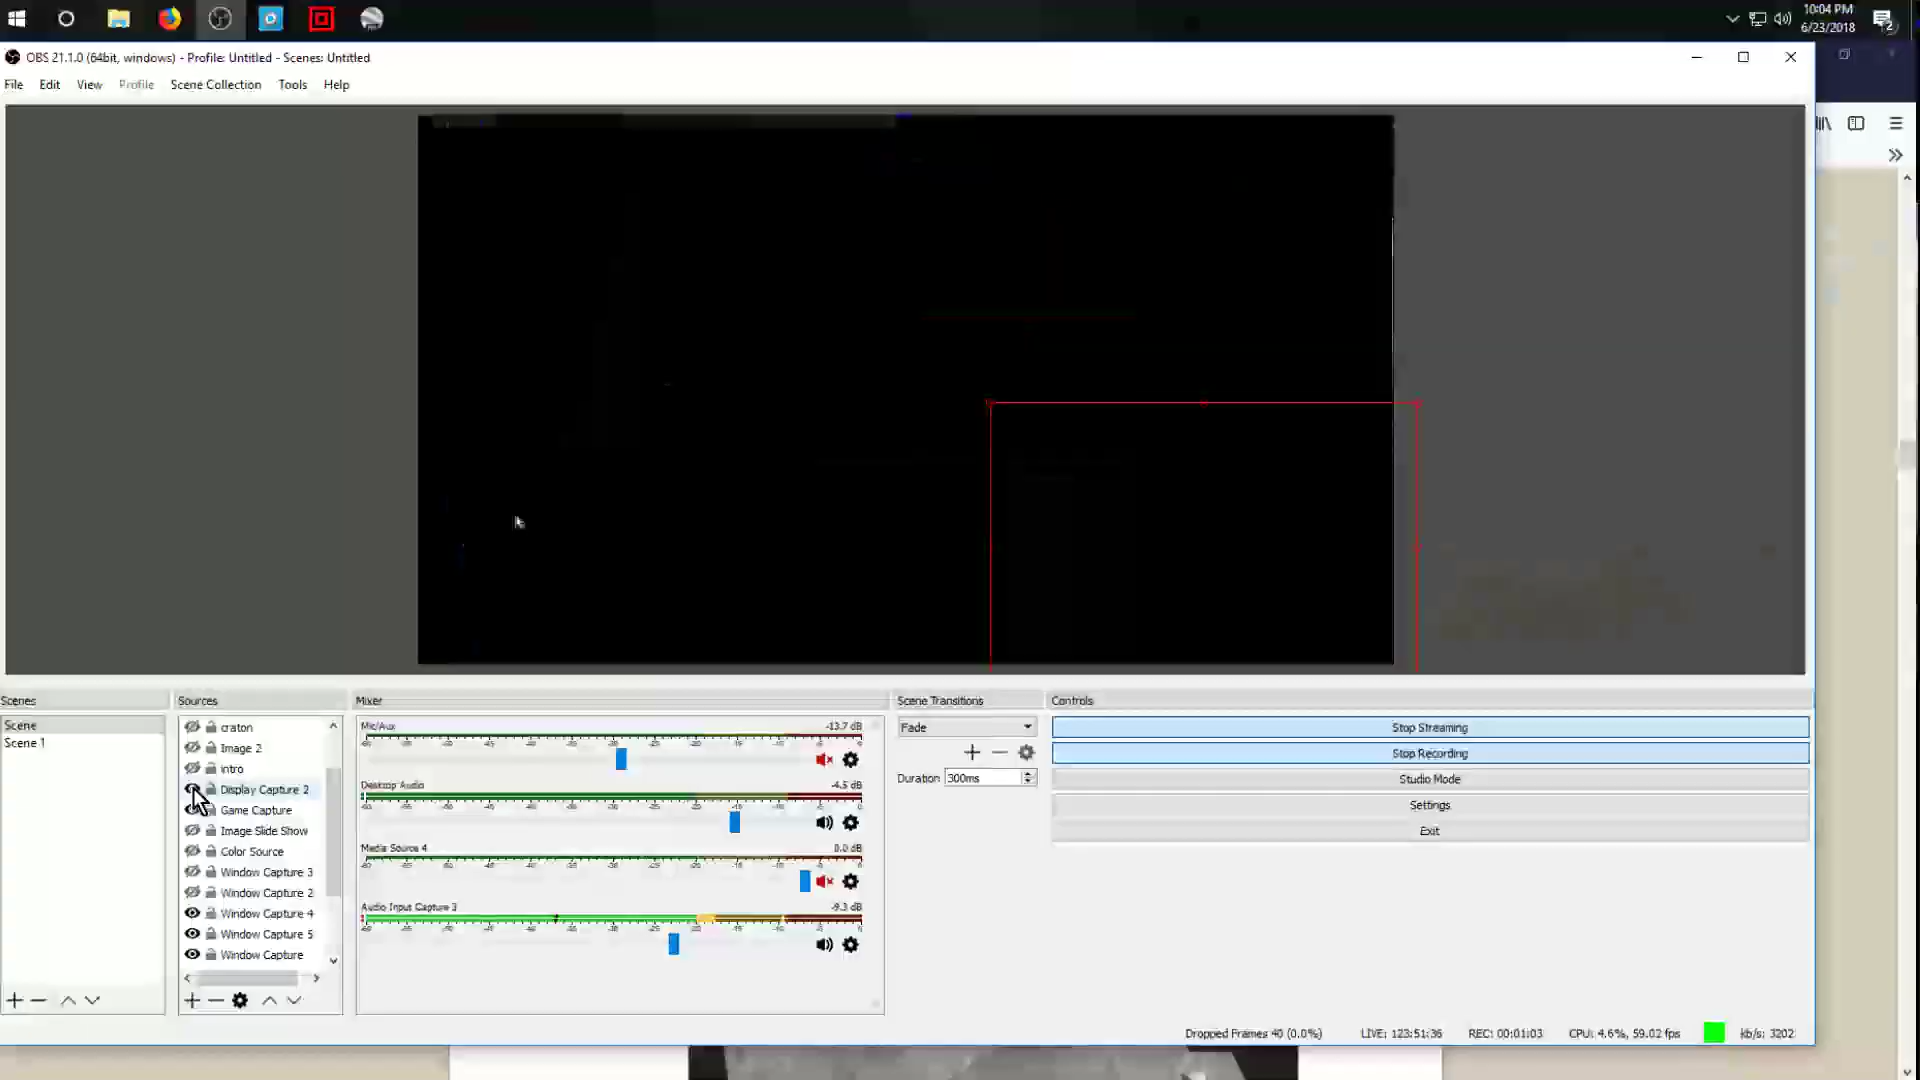 10:04 PM
6/23/2018
2
OBS 21.1.0 (64bit, windows) - Profile: Untitled - Scenes: Untitled
File Edit View Profile Scene Collection Tools Help
Scenes
Scene
Scene 1
Sources
craton
Image 2
intro
Display Capture 2
Game Capture
Image Slide Show
Color Source
Window Capture 3
Window Capture 2
Window Capture 4
Window Capture 5
Window Capture
Mixer
Mic/Aux -13.7 dB
Desktop Audio -4.5 dB
Media Source 4 0.0 dB
Audio Input Capture 3 -9.3 dB
Scene Transitions
Fade
Duration 300ms
Controls
Stop Streaming
Stop Recording
Studio Mode
Settings
Exit
Dropped Frames 40 (0.0%) LIVE: 123:51:36 REC: 00:01:03 CPU: 4.6%, 59.02 fps kb/s: 3202